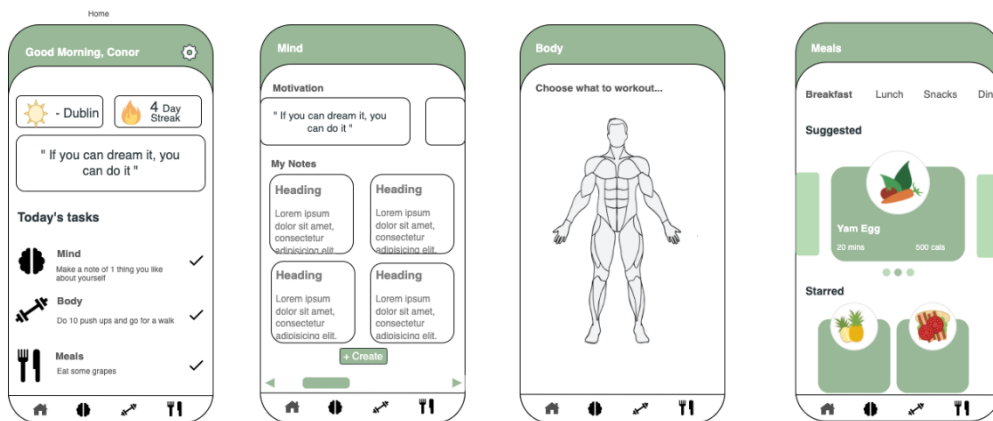 Home
Good Morning, Conor
- Dublin
4 Day
Streak
" If you can dream it, you
can do it "
Today's tasks
Mind
Make a note of 1 thing you like
about yourself
Body
Do 10 push ups and go for a walk
Meals
Eat some grapes
Mind
Motivation
" If you can dream it, you
can do it "
My Notes
Heading
Lorem ipsum
dolor sit amet,
consectetur
adipisicing elit,
Heading
Lorem ipsum
dolor sit amet,
consectetur
adipisicing elit,
Heading
Lorem ipsum
dolor sit amet,
consectetur
adipisicing elit,
Heading
Lorem ipsum
dolor sit amet,
consectetur
adipisicing elit,
+ Create
Body
Choose what to workout...
Meals
Breakfast Lunch Snacks Din
Suggested
Yam Egg
20 mins 500 cals
Starred